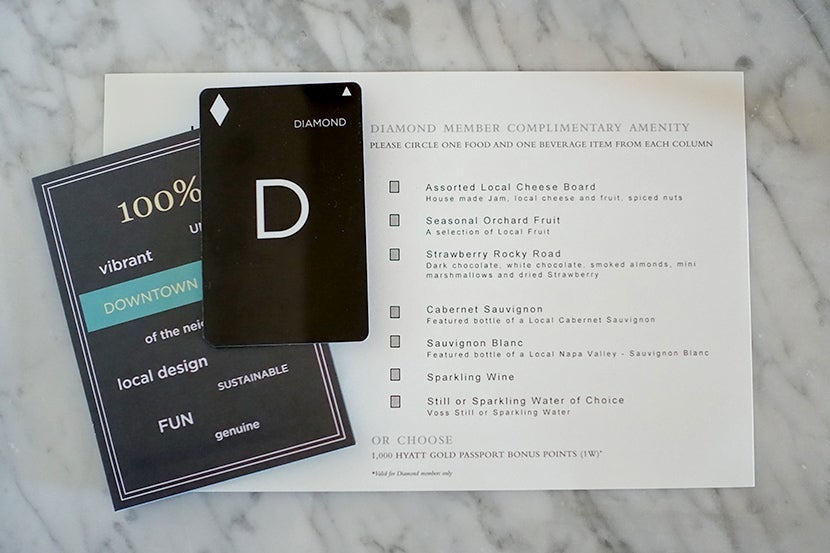 100%
vibrant
DOWNTOWN
of the
local design
SUSTAINABLE
FUN
genuine
DIAMOND
D
DIAMOND MEMBER COMPLIMENTARY AMENITY
PLEASE CIRCLE ONE FOOD AND ONE BEVERAGE ITEM FROM EACH COLUMN
Assorted Local Cheese Board
House made Jam, local cheese and fruit, spiced nuts
Seasonal Orchard Fruit
A selection of Local Fruit
Strawberry Rocky Road
Dark chocolate, white chocolate, smoked almonds, mini
marshmallows and dried Strawberry
Cabernet Sauvignon
Featured bottle of a Local Cabernet Sauvignon
Sauvignon Blanc
Featured bottle of a Local Napa Valley - Sauvignon Blanc
Sparkling Wine
Still or Sparkling Water of Choice
Voss Still or Sparkling Water
OR CHOOSE
1,000 HYATT GOLD PASSPORT BONUS POINTS (1W)*
*Valid for Diamond members only